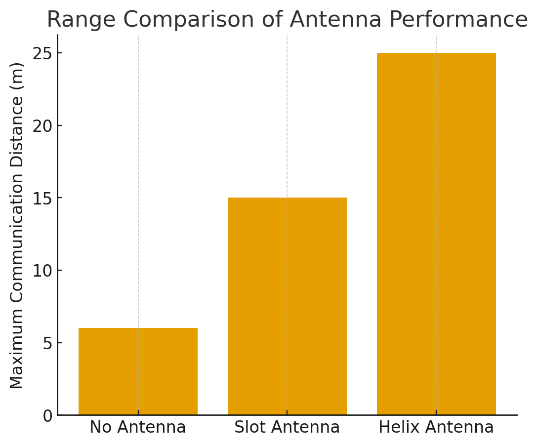 Range Comparison of Antenna Performance
Maximum Communication Distance (m)
25
20
15
10
5
0
No Antenna
Slot Antenna
Helix Antenna